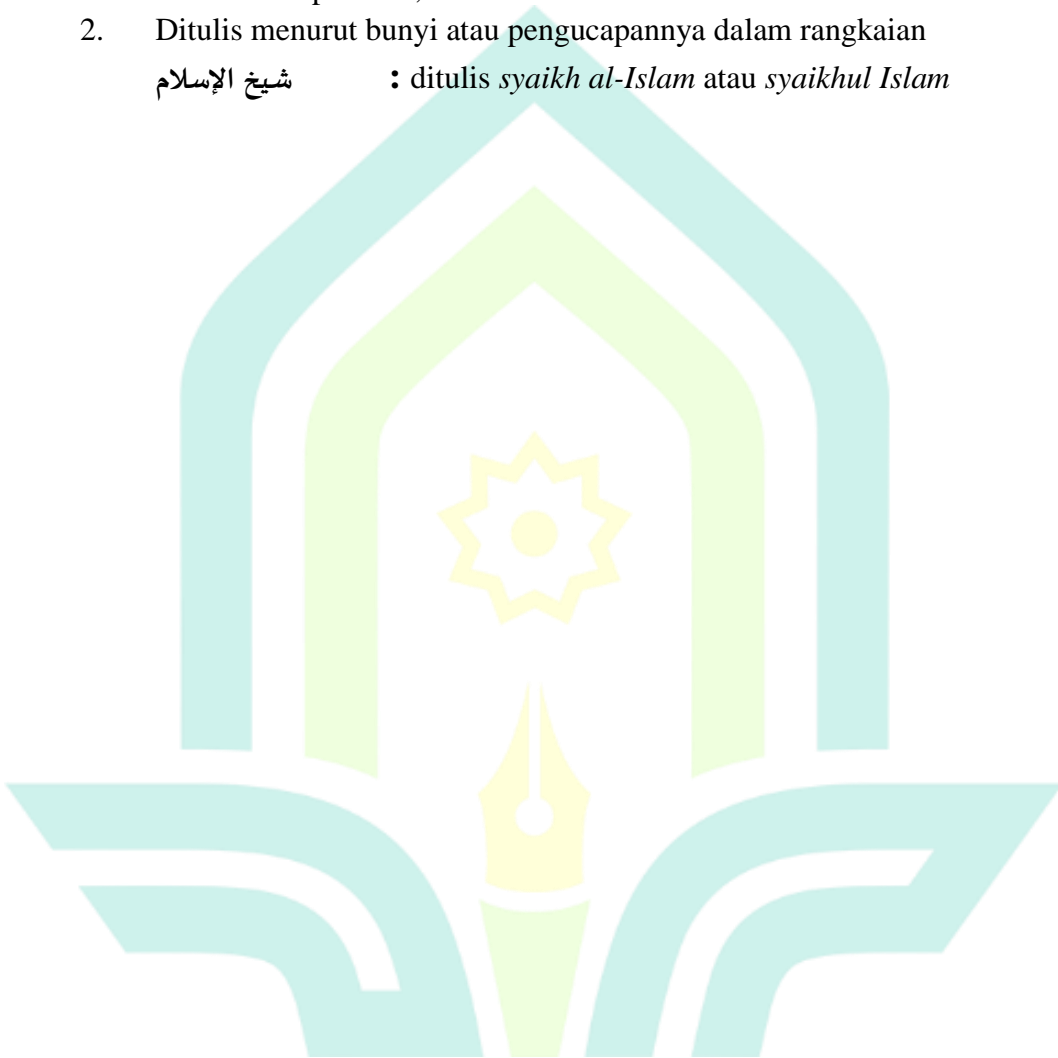 2. Ditulis menurut bunyi atau pengucapannya dalam rangkaian
شيخ الإسلام : ditulis syaikh al-Islam atau syaikhul Islam